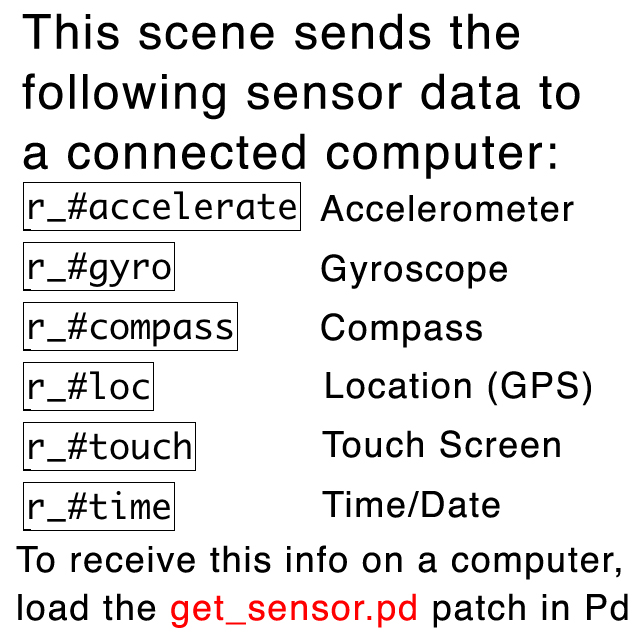 This scene sends the
following sensor data to
a connected computer:
r_#accelerate Accelerometer
r_#gyro Gyroscope
r_#compass Compass
r_#loc Location (GPS)
r_#touch Touch Screen
r_#time Time/Date
To receive this info on a computer,
load the get_sensor.pd patch in Pd